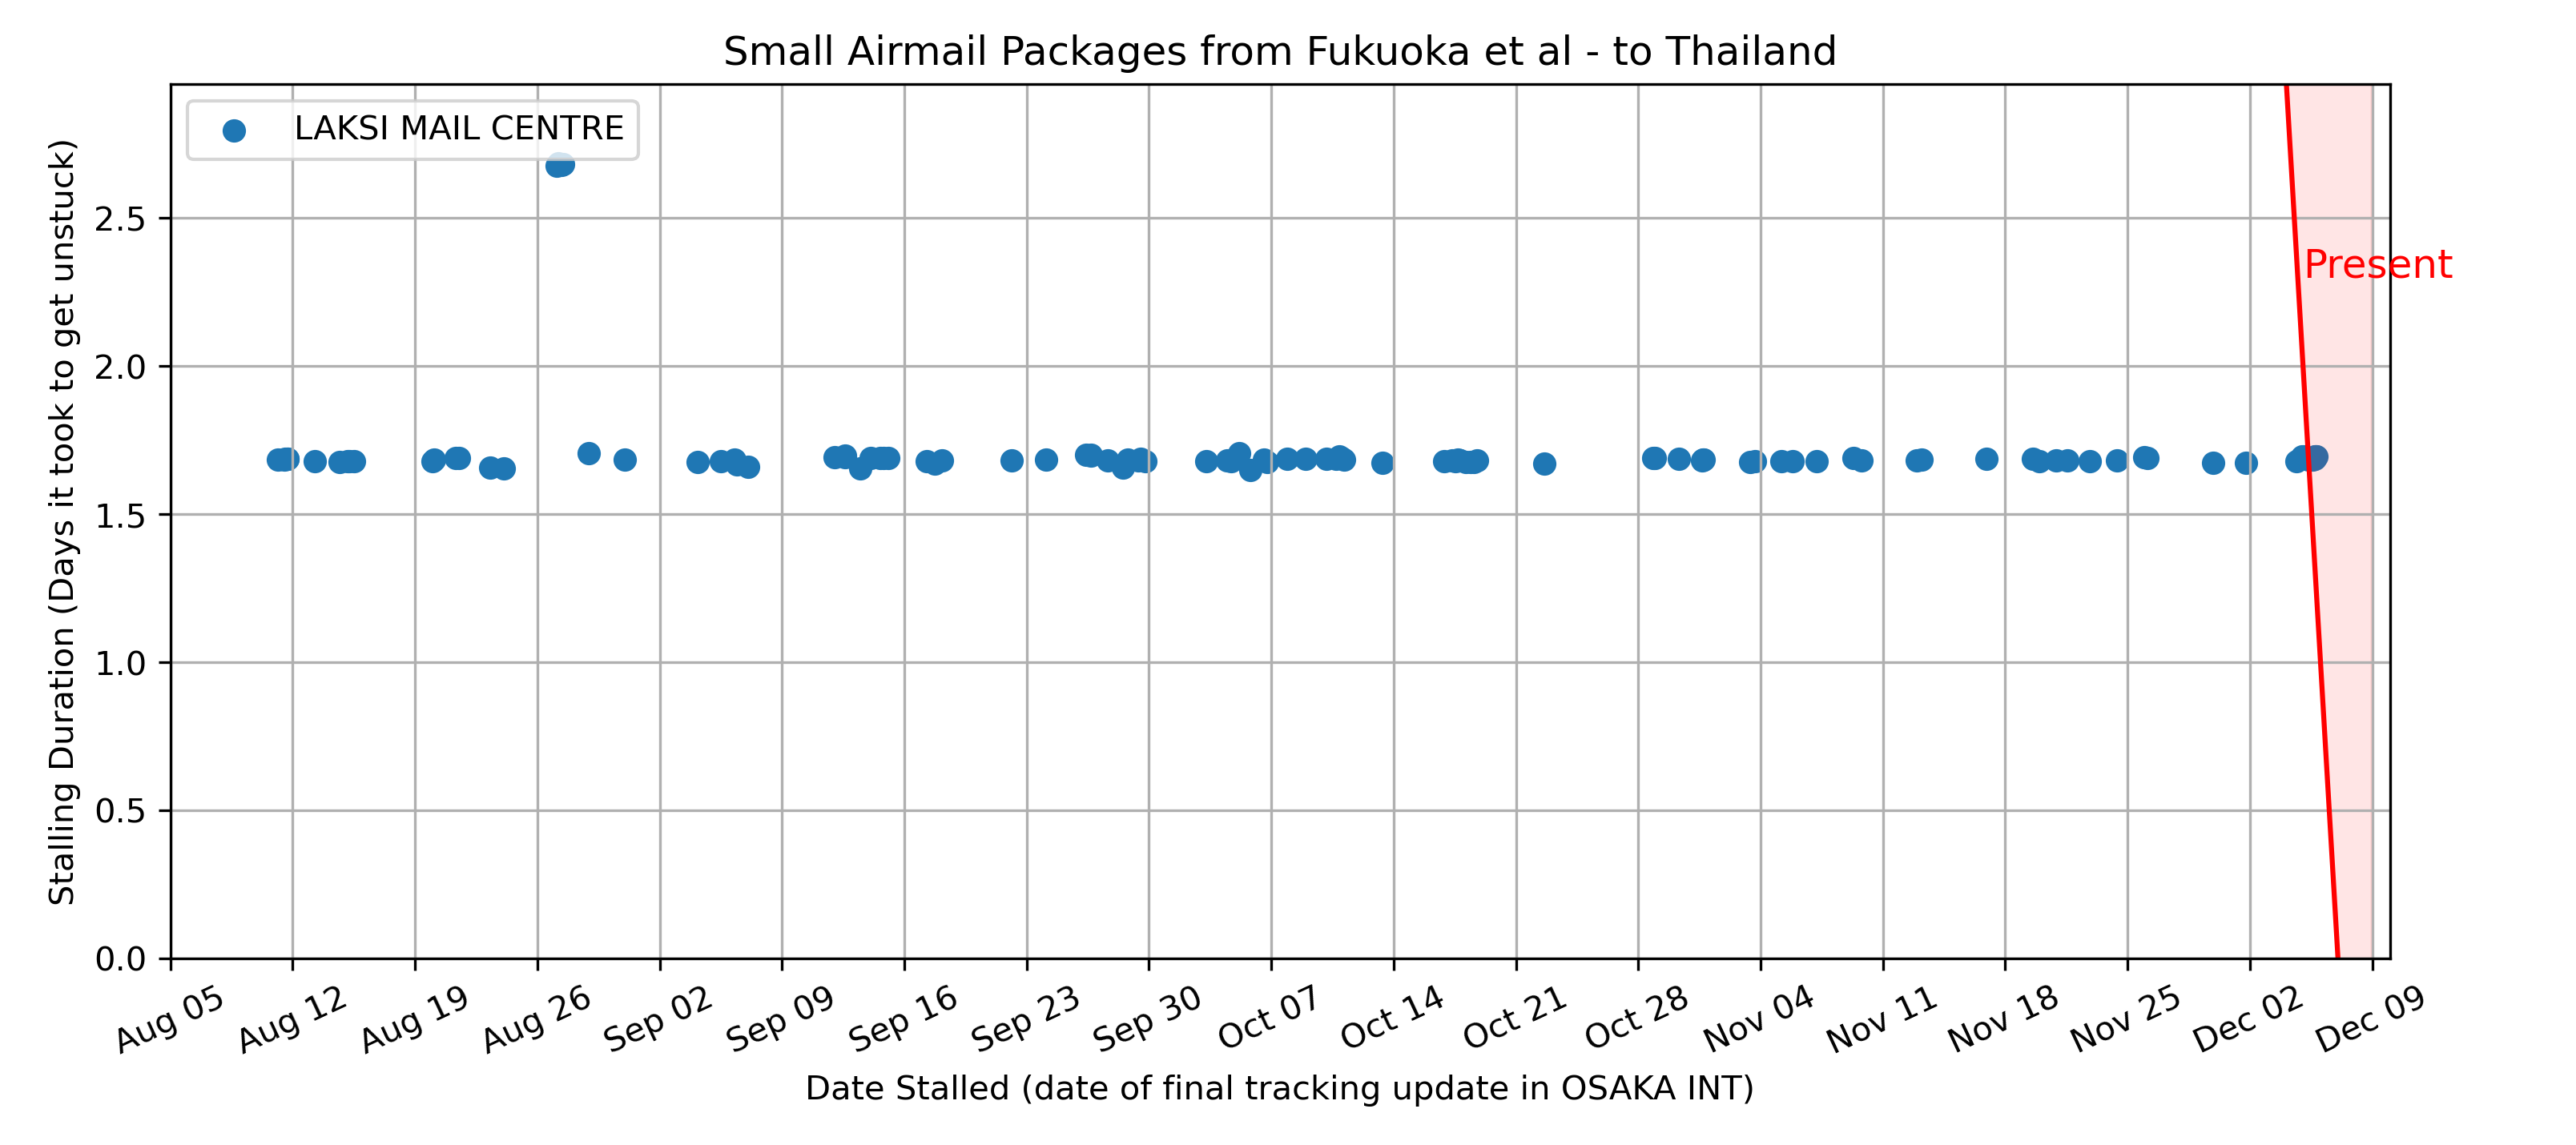 Small Airmail Packages from Fukuoka et al - to Thailand
LAKSI MAIL CENTRE
Present
Stalling Duration (Days it took to get unstuck)
2.5
2.0
1.5
1.0
0.5
0.0
Aug 05
Aug 12
Aug 19
Aug 26
Sep 02
Sep 09
Sep 16
Sep 23
Sep 30
Oct 07
Oct 14
Oct 21
Oct 28
Nov 04
Nov 11
Nov 18
Nov 25
Dec 02
Dec 09
Date Stalled (date of final tracking update in OSAKA INT)